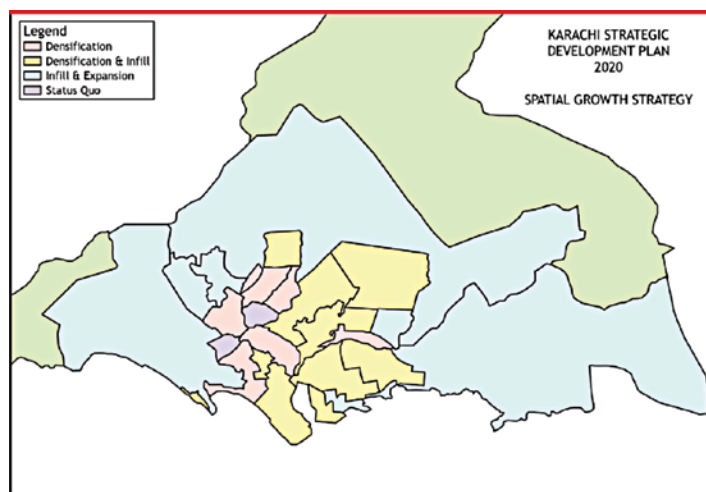 Legend
Densification
Densification & Infill
Infill & Expansion
Status Quo
KARACHI STRATEGIC
DEVELOPMENT PLAN
2020
SPATIAL GROWTH STRATEGY